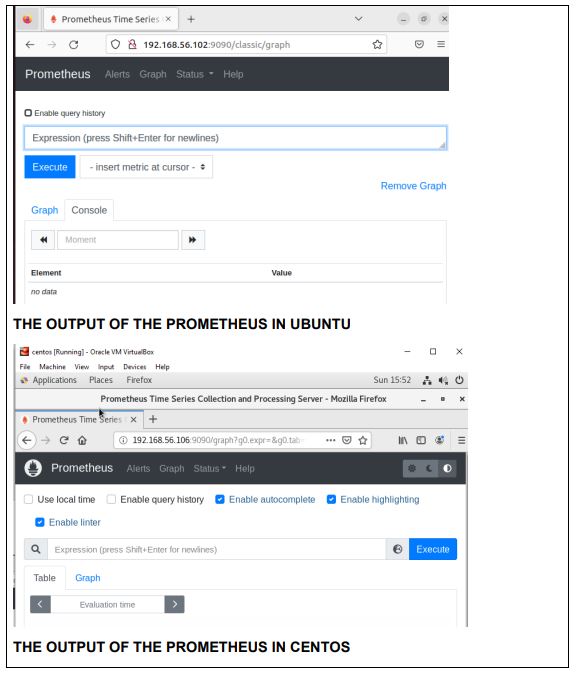 Prometheus Time Series
192.168.56.102:9090/classic/graph
Prometheus Alerts Graph Status Help
Enable query history
Expression (press Shift+Enter for newlines)
Execute - insert metric at cursor -
Remove Graph
Graph Console
Moment
Element Value
no data
THE OUTPUT OF THE PROMETHEUS IN UBUNTU
centos [Running] - Oracle VM VirtualBox
File Machine View Input Devices Help
Applications Places Firefox Sun 15:52
Prometheus Time Series Collection and Processing Server - Mozilla Firefox
Prometheus Time Series
192.168.56.106:9090/graph?g0.expr=&g0.tab=
Prometheus Alerts Graph Status Help
Use local time Enable query history Enable autocomplete Enable highlighting
Enable linter
Expression (press Shift+Enter for newlines) Execute
Table Graph
Evaluation time
THE OUTPUT OF THE PROMETHEUS IN CENTOS